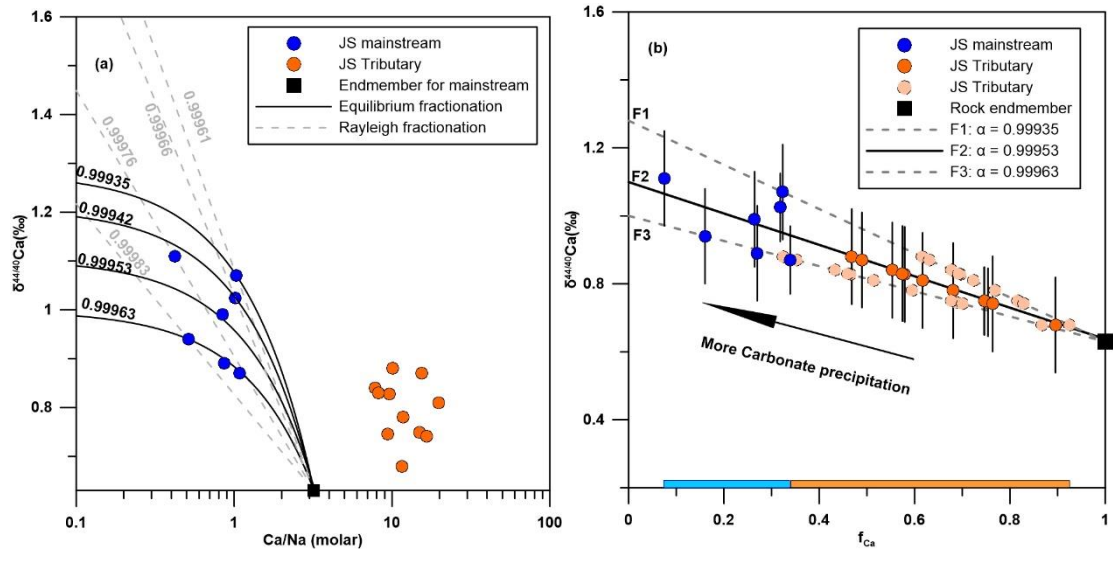 1.6
1.4
1.2
1
0.8
δ⁴⁴/⁴⁰Ca(‰)
(a)
JS mainstream
JS Tributary
Endmember for mainstream
Equilibrium fractionation
Rayleigh fractionation
0.99961
0.99966
0.99976
0.99983
0.99935
0.99942
0.99953
0.99963
0.1
1
10
100
Ca/Na (molar)
1.6
1.2
0.8
0.4
δ⁴⁴/⁴⁰Ca(‰)
(b)
JS mainstream
JS Tributary
JS Tributary
Rock endmember
F1: α = 0.99935
F2: α = 0.99953
F3: α = 0.99963
F1
F2
F3
More Carbonate precipitation
0
0.2
0.4
0.6
0.8
1
fCa